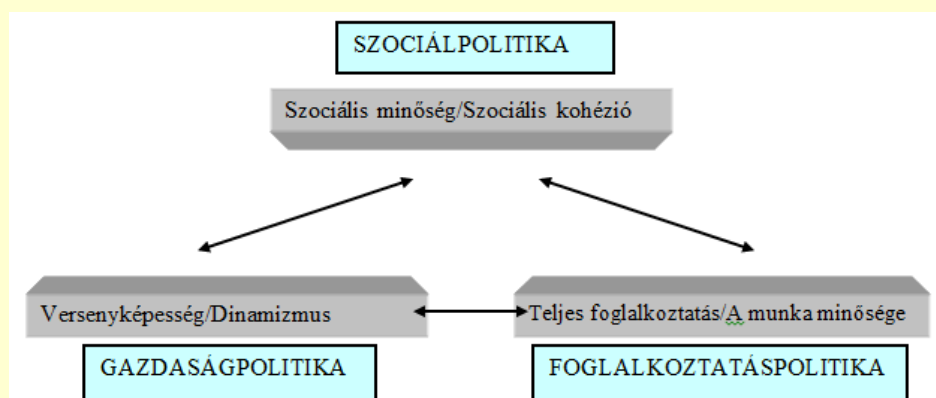 SZOCIÁLPOLITIKA
Szociális minőség/Szociális kohézió
Versenyképesség/Dinamizmus
Teljes foglalkoztatás/A munka minősége
GAZDASÁGPOLITIKA
FOGLALKOZTATÁSPOLITIKA